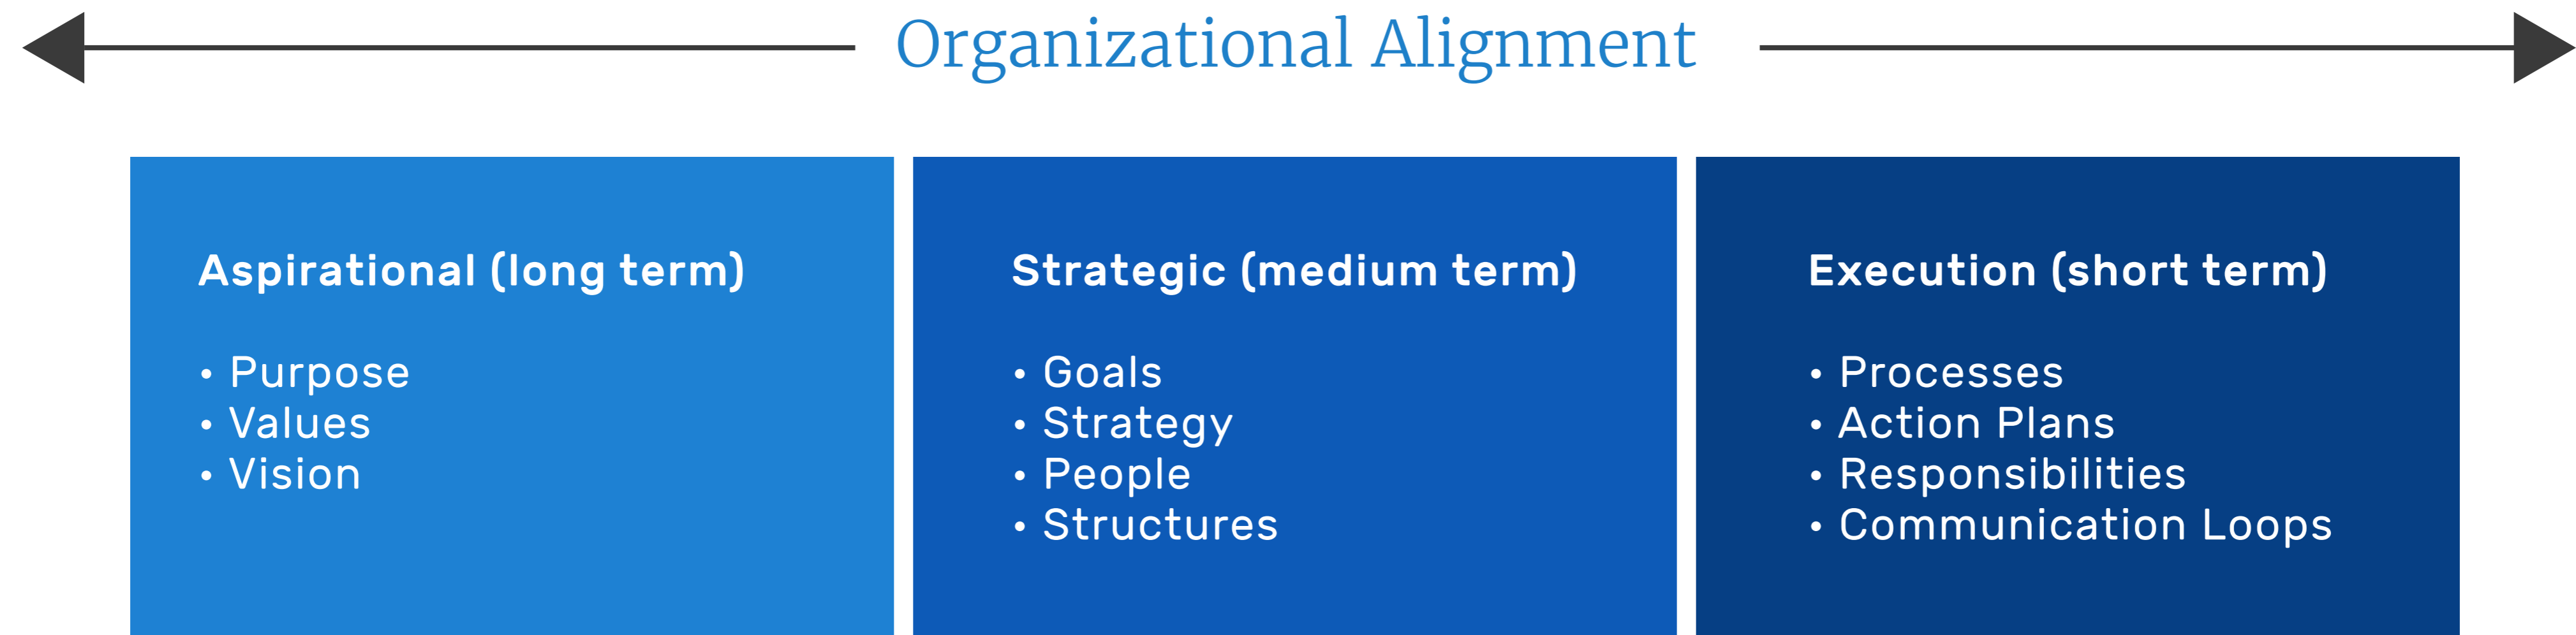 Organizational Alignment
Aspirational (long term)
• Purpose
• Values
• Vision
Strategic (medium term)
• Goals
• Strategy
• People
• Structures
Execution (short term)
• Processes
• Action Plans
• Responsibilities
• Communication Loops